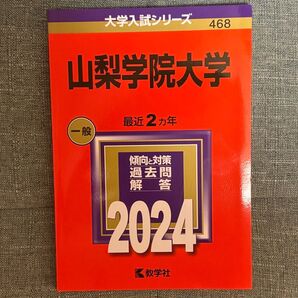 大学入試シリーズ
468
山梨学院大学
最近2カ年
一般
傾向と対策
過去問
解答
2024
教学社